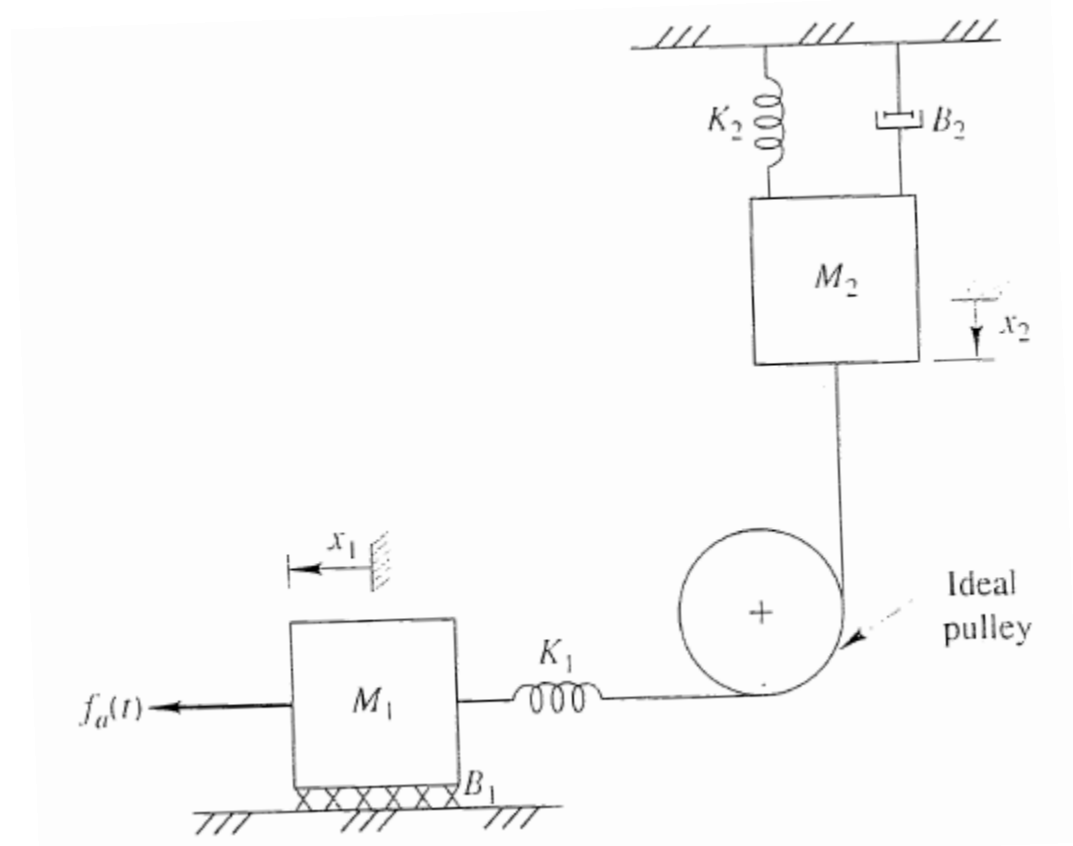 K₂
B₂
M₂
x₂
x₁
Ideal
pulley
K₁
fₐ(t)
M₁
B₁